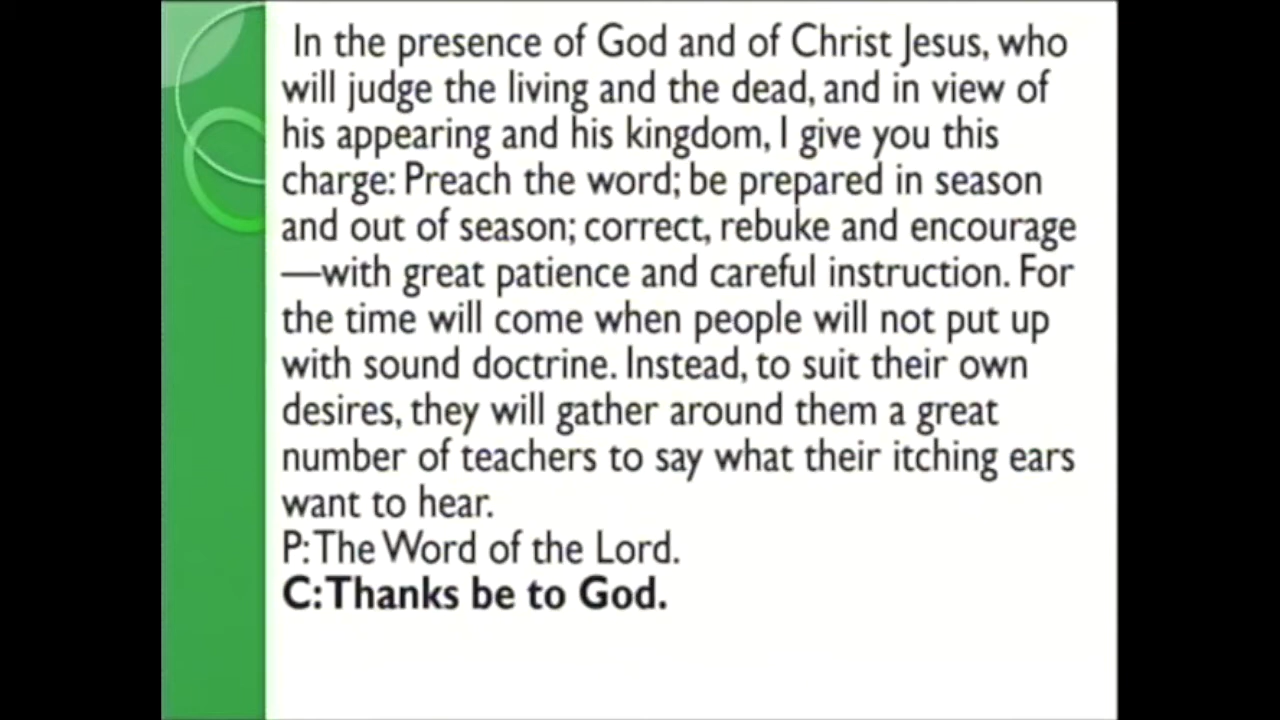 In the presence of God and of Christ Jesus, who
will judge the living and the dead, and in view of
his appearing and his kingdom, I give you this
charge: Preach the word; be prepared in season
and out of season; correct, rebuke and encourage
—with great patience and careful instruction. For
the time will come when people will not put up
with sound doctrine. Instead, to suit their own
desires, they will gather around them a great
number of teachers to say what their itching ears
want to hear.
P: The Word of the Lord.
C: Thanks be to God.